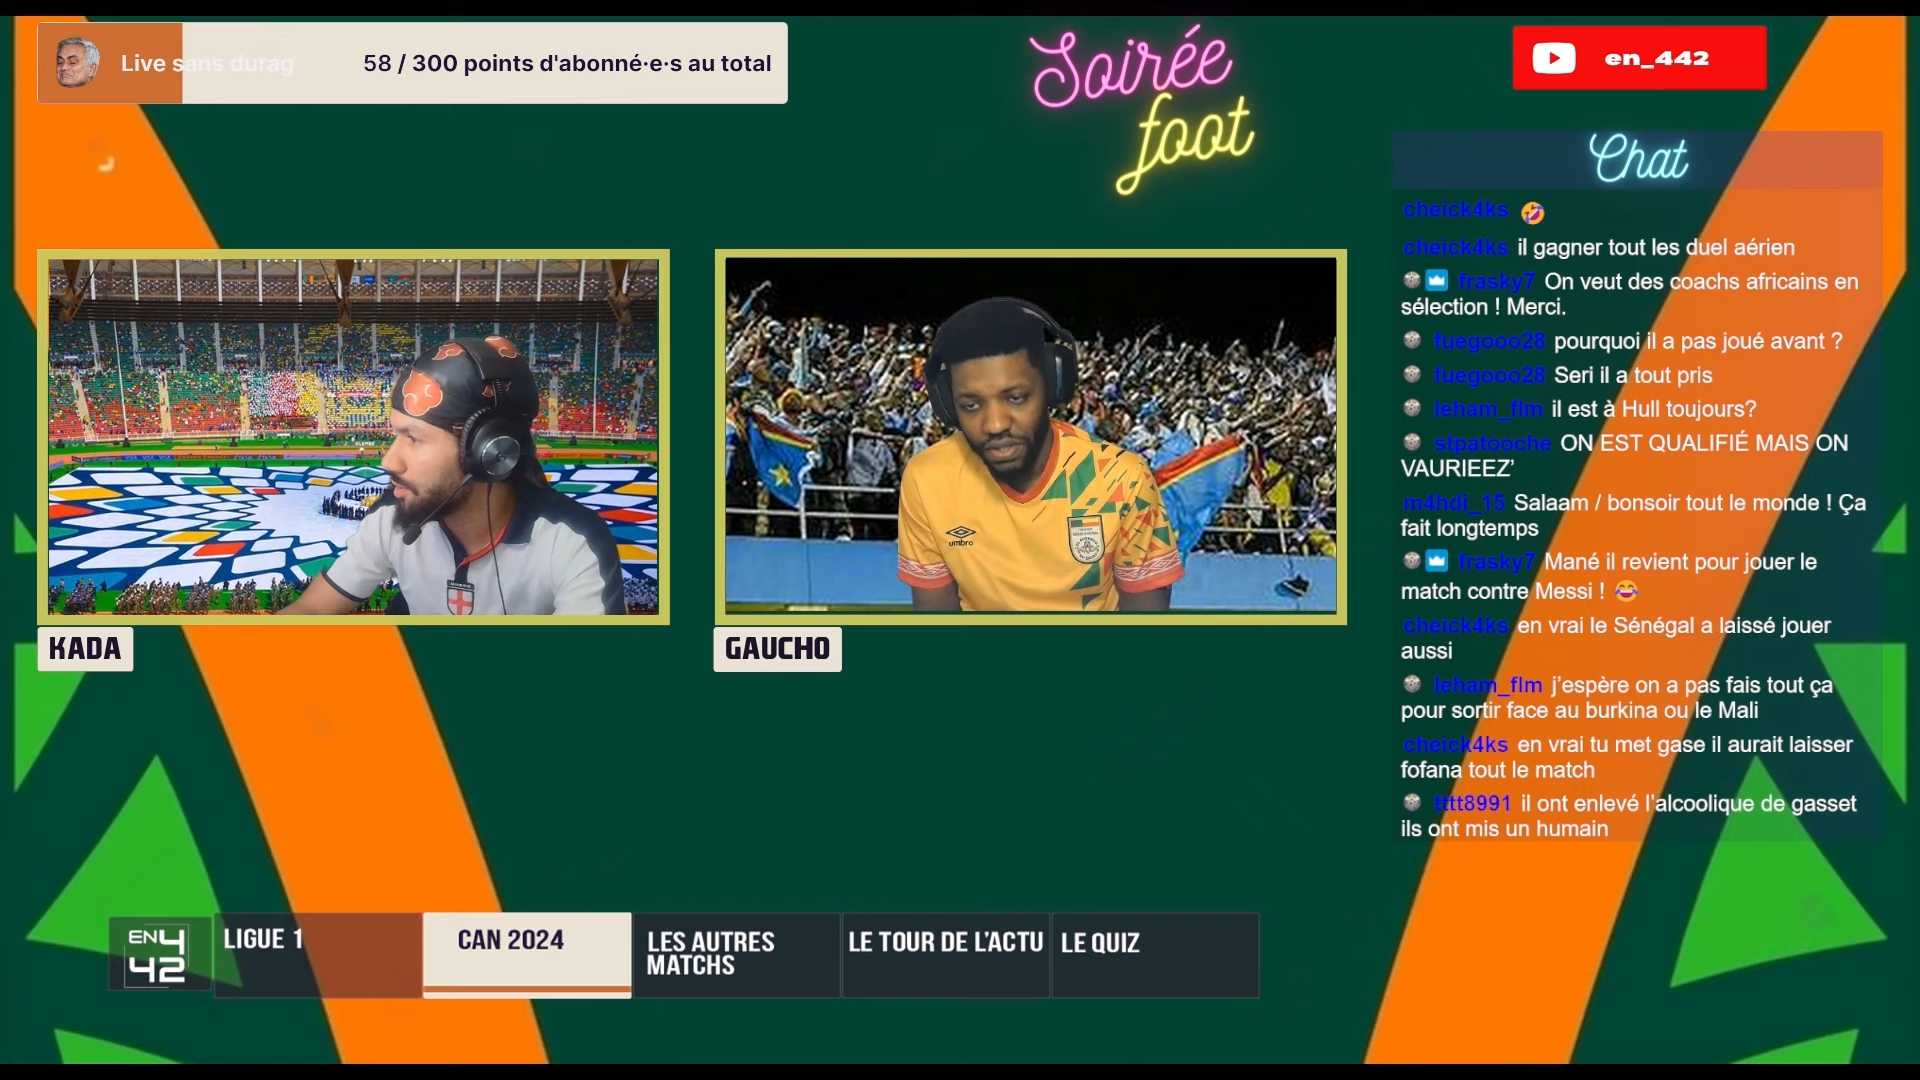 Live sans durag
58 / 300 points d'abonné·e·s au total
Soirée
foot
en_442
Chat
cheick4ks 🤣
cheick4ks il gagner tout les duel aérien
frasky7 On veut des coachs africains en
sélection ! Merci.
fuegooo28 pourquoi il a pas joué avant ?
fuegooo28 Seri il a tout pris
leham_flm il est à Hull toujours?
stpatooche ON EST QUALIFIÉ MAIS ON
VAURIEEZ’
m4hdi_15 Salaam / bonsoir tout le monde ! Ça
fait longtemps
frasky7 Mané il revient pour jouer le
match contre Messi ! 😂
cheick4ks en vrai le Sénégal a laissé jouer
aussi
leham_flm j’espère on a pas fais tout ça
pour sortir face au burkina ou le Mali
cheick4ks en vrai tu met gase il aurait laisser
fofana tout le match
tttt8991 il ont enlevé l’alcoolique de gasset
ils ont mis un humain
umbro
KADA
GAUCHO
EN 4
42
LIGUE 1
CAN 2024
LES AUTRES
MATCHS
LE TOUR DE L'ACTU
LE QUIZ